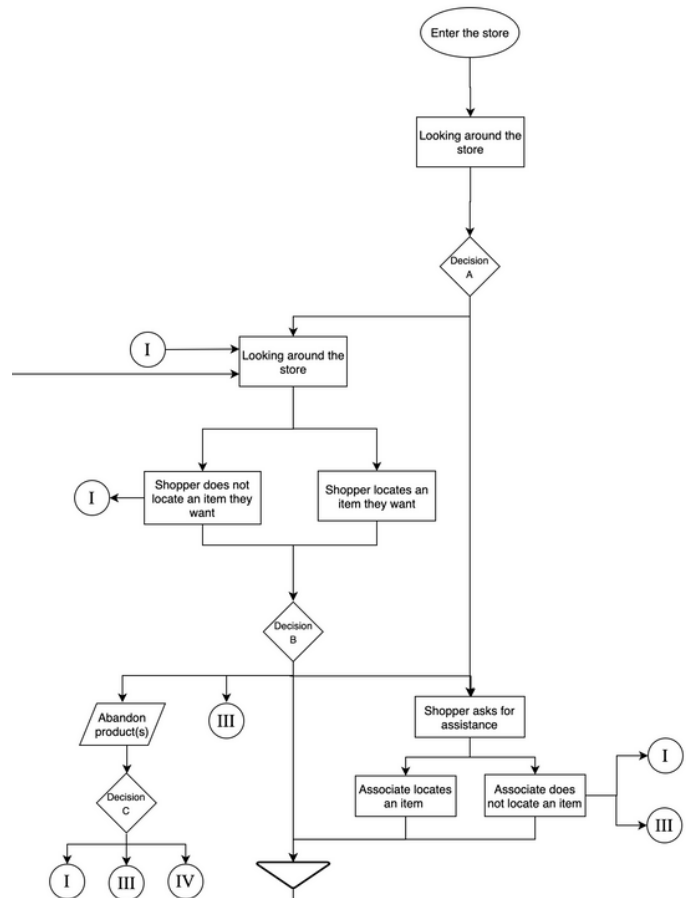 Enter the store
Looking around the
store
Decision
A
I
Looking around the
store
I
Shopper does not
locate an item they
want
Shopper locates an
item they want
Decision
B
Abandon
product(s)
III
Shopper asks for
assistance
I
Decision
C
Associate locates
an item
Associate does
not locate an item
III
I
III
IV